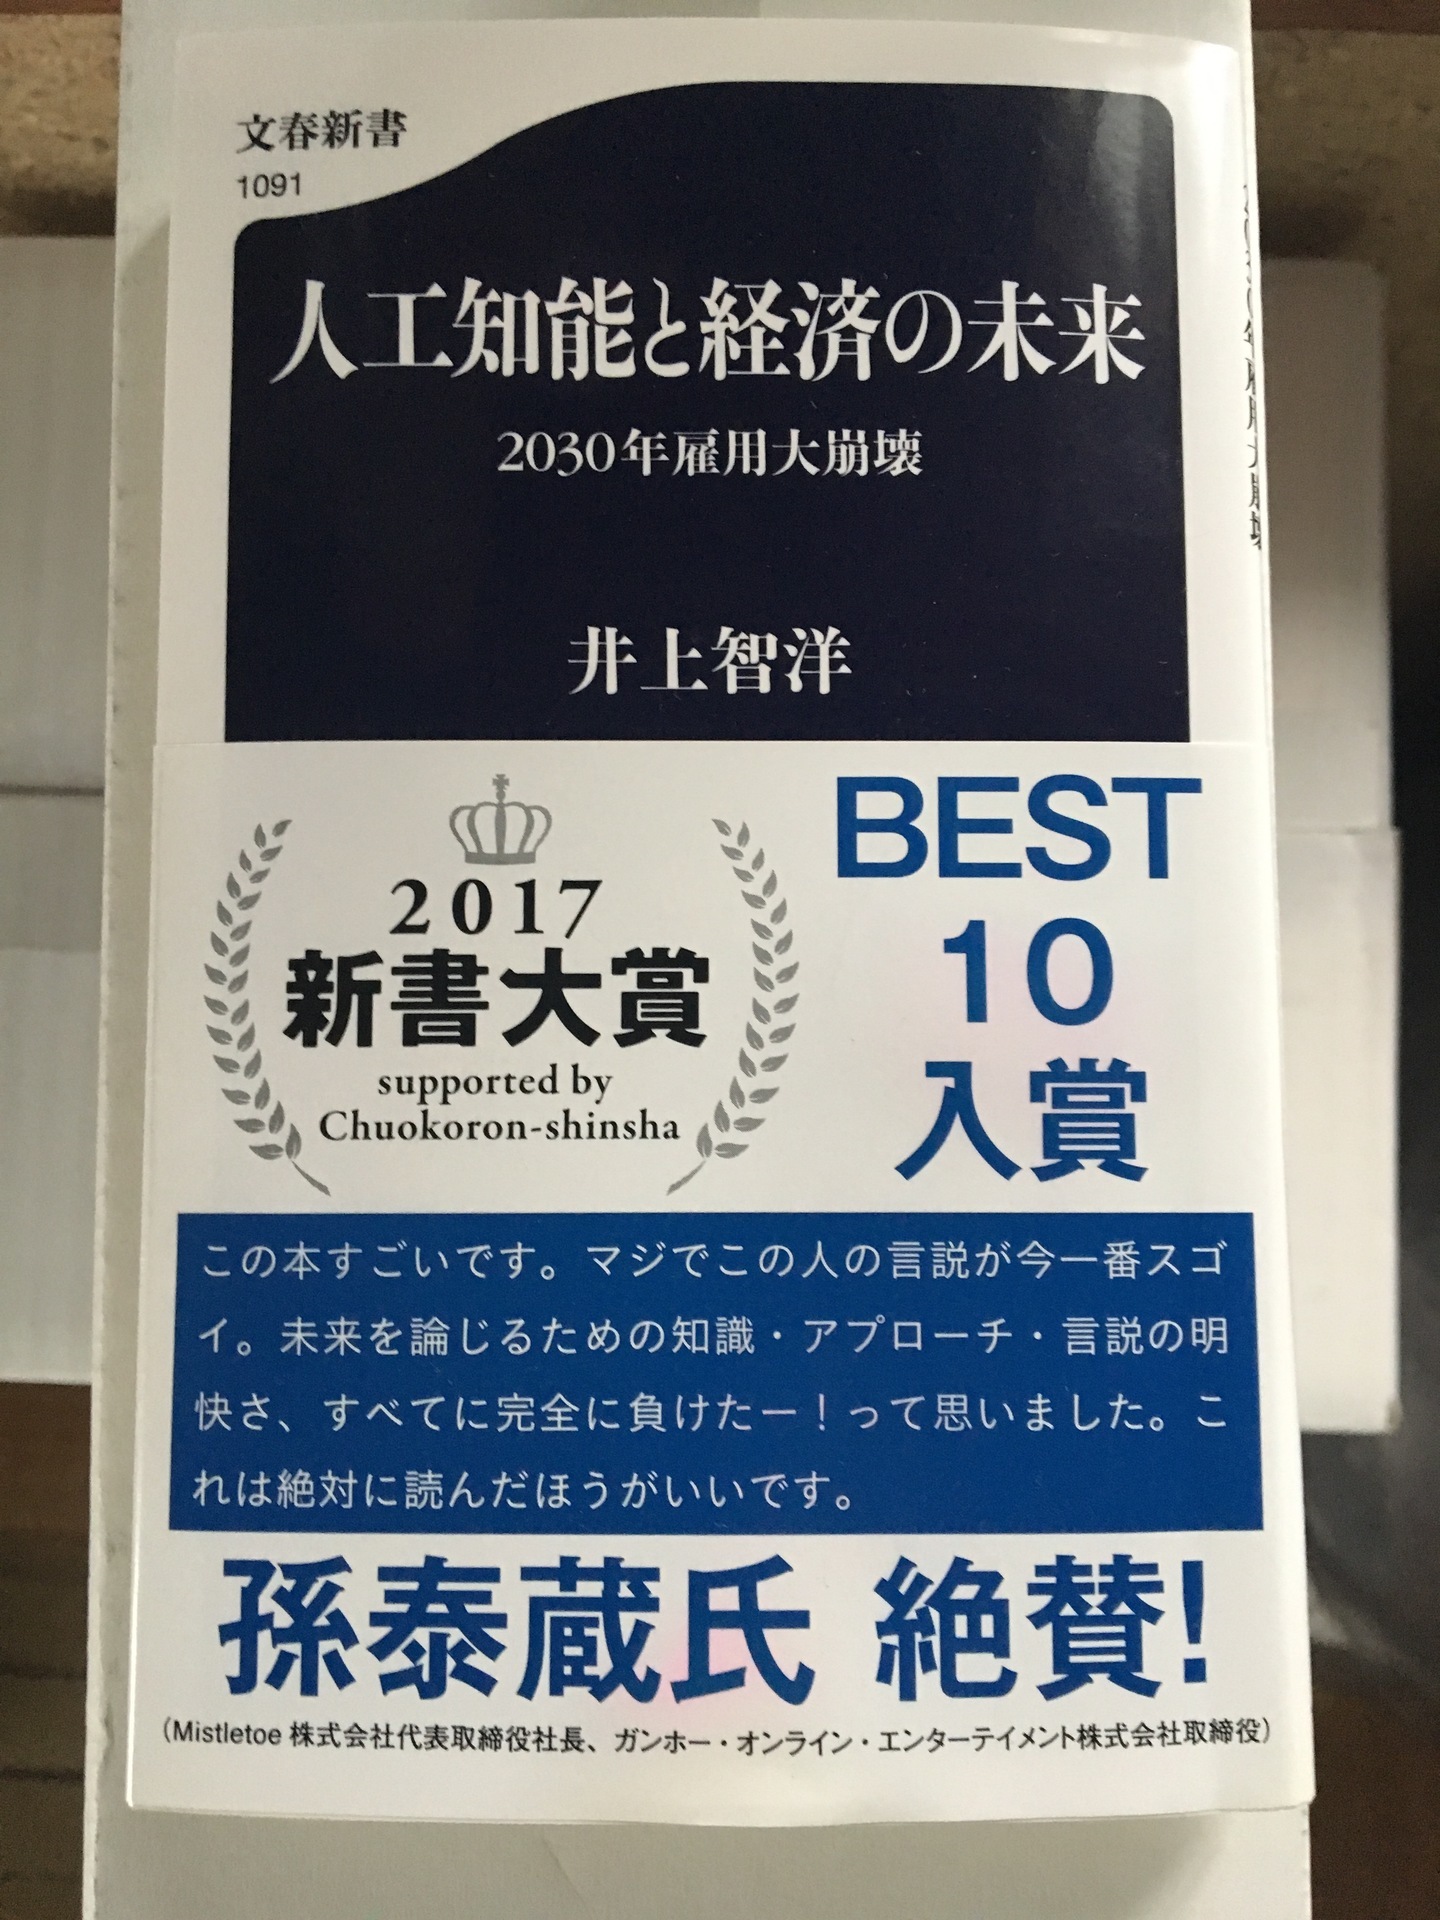 文春新書
1091
人工知能と経済の未来
2030年雇用大崩壊
井上智洋
2017
新書大賞
supported by
Chuokoron-shinsha
BEST
10
入賞
この本すごいです。マジでこの人の言説が今一番スゴ
イ。未来を論じるための知識・アプローチ・言説の明
快さ、すべてに完全に負けたー！って思いました。こ
れは絶対に読んだほうがいいです。
孫泰蔵氏 絶賛!
（Mistletoe 株式会社代表取締役社長、ガンホー・オンライン・エンターテイメント株式会社取締役）